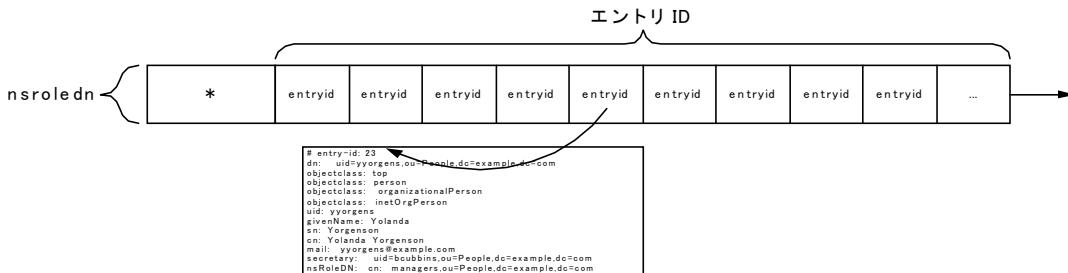 エントリ ID
nsroledn * entryid entryid entryid entryid entryid entryid entryid entryid entryid ...
# entry-id: 23
dn: uid=yyorgens,ou=People,dc=example,dc=com
objectclass: top
objectclass: person
objectclass: organizationalPerson
objectclass: inetOrgPerson
uid: yyorgens
givenName: Yolanda
sn: Yorgenson
cn: Yolanda Yorgenson
mail: yyorgens@example.com
secretary: uid=bcubbins,ou=People,dc=example,dc=com
nsRoleDN: cn: managers,ou=People,dc=example,dc=com